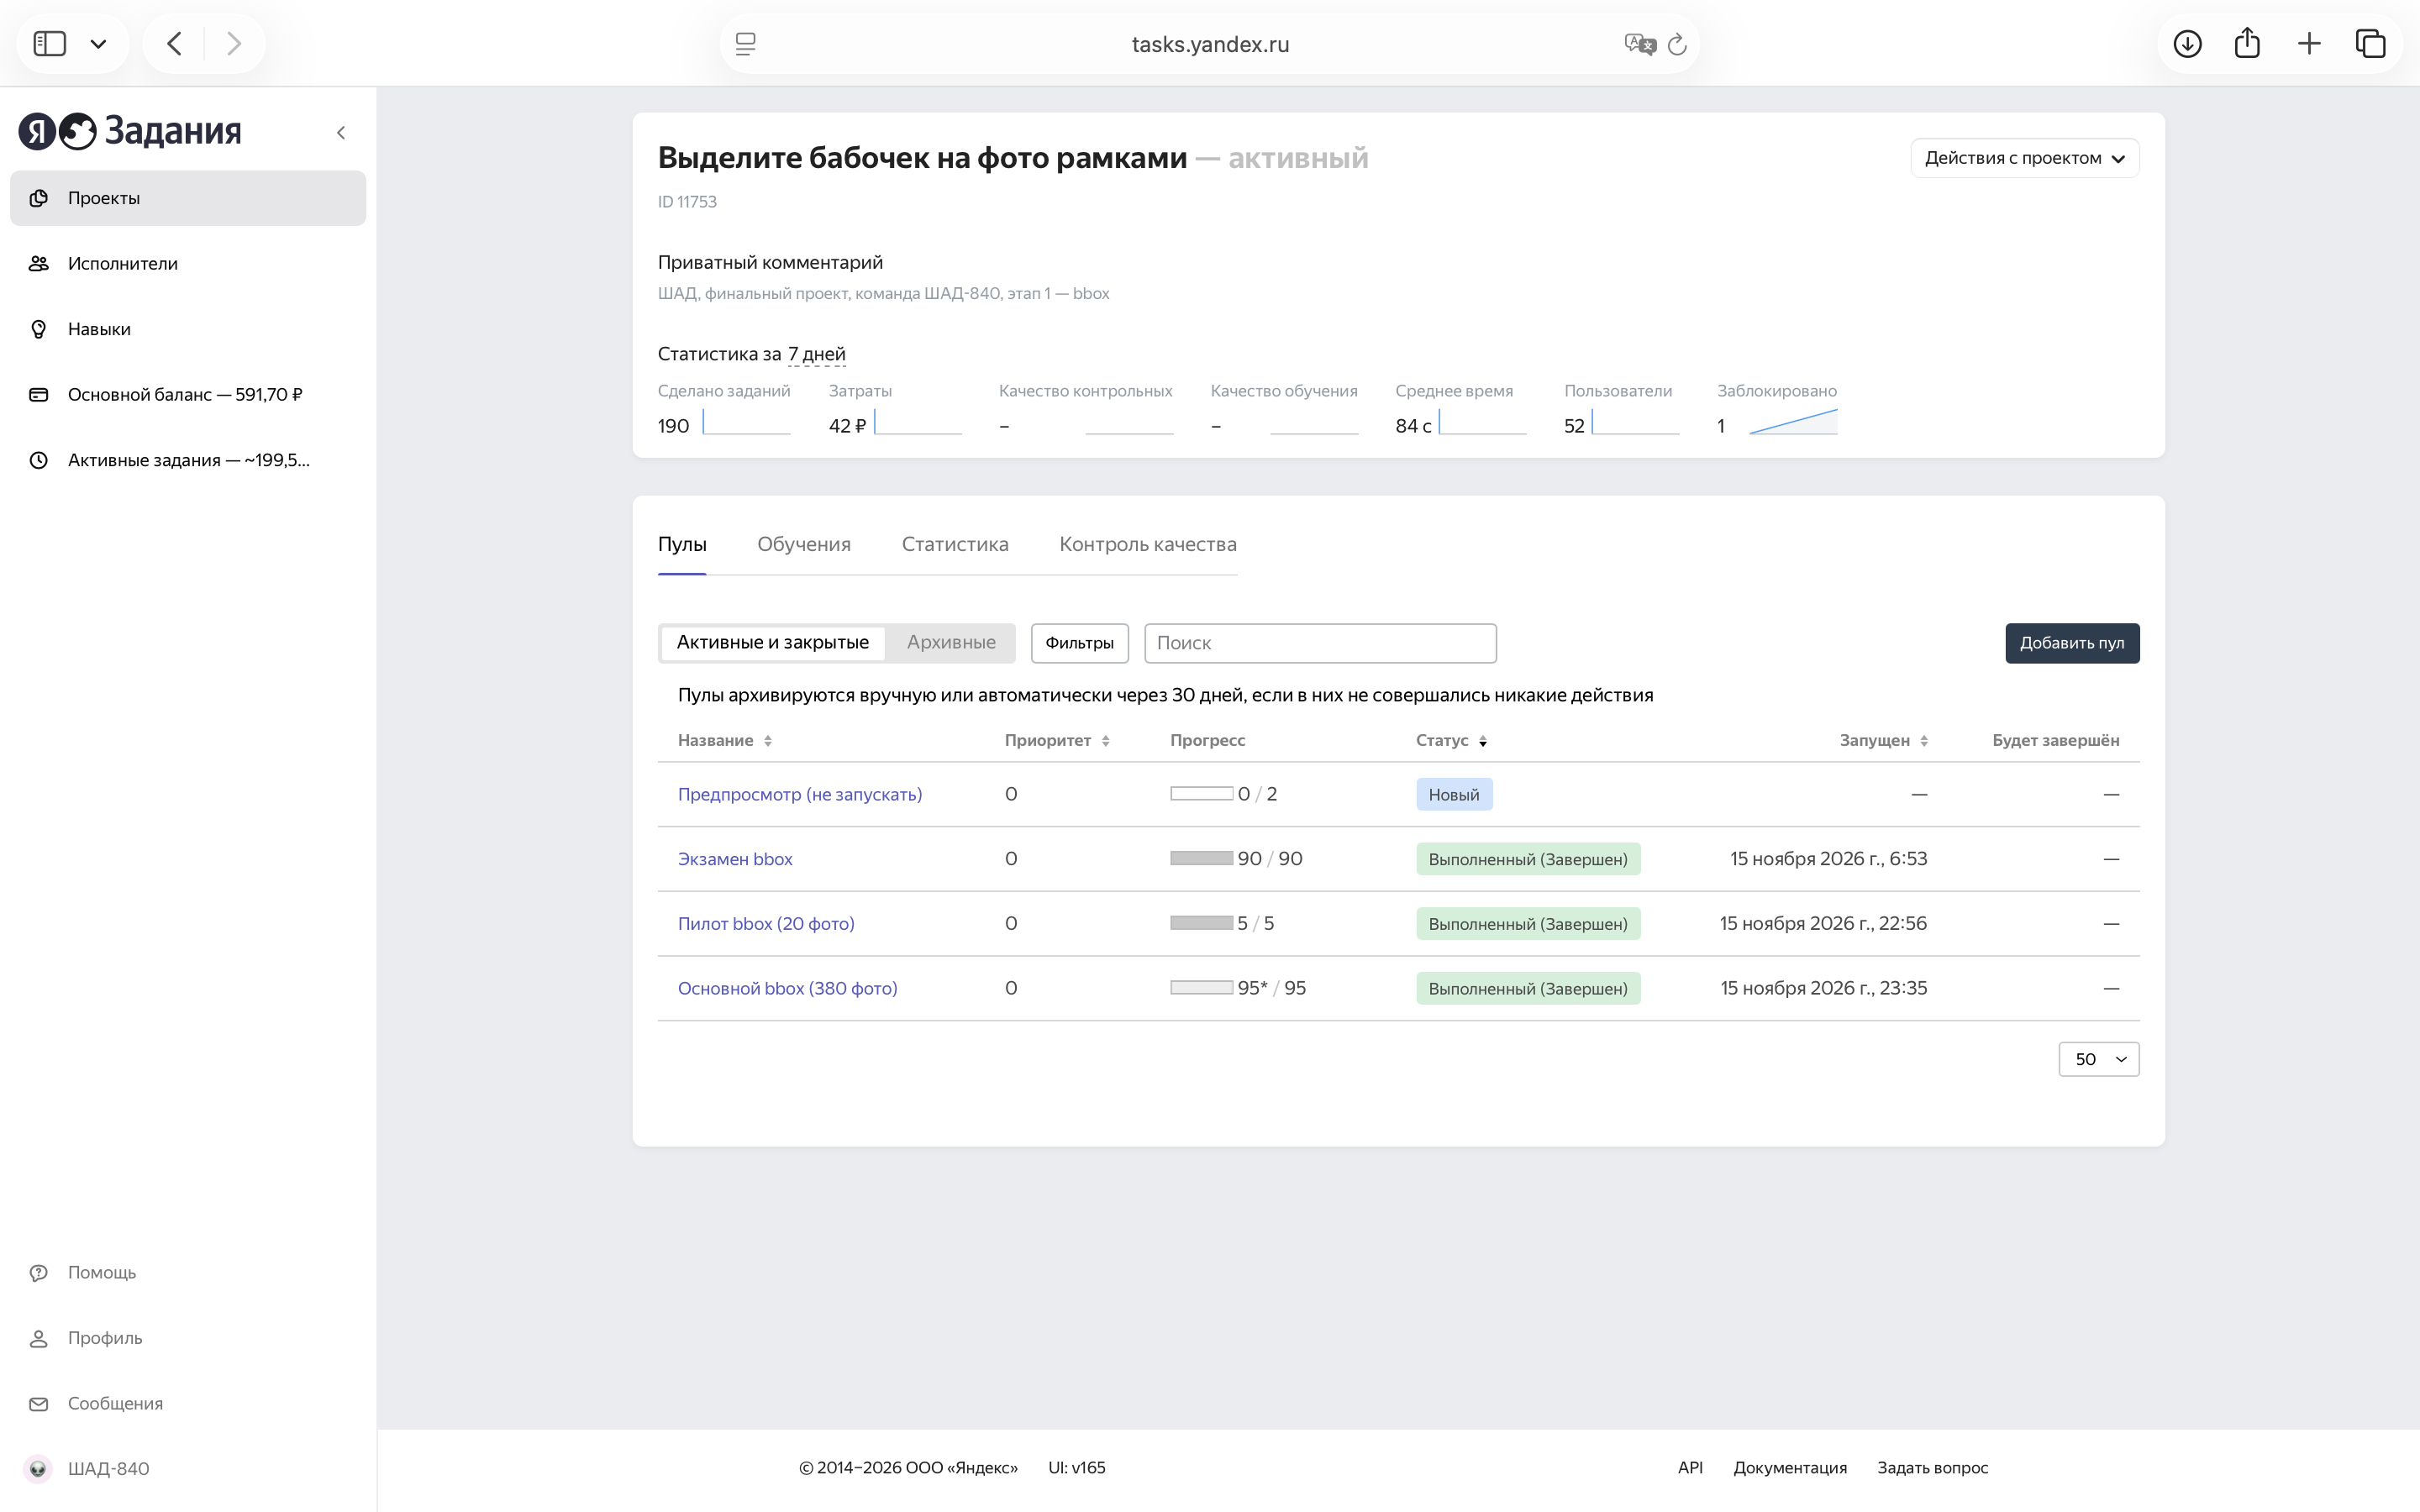 tasks.yandex.ru
Я Задания
Проекты
Исполнители
Навыки
Основной баланс — 591,70 ₽
Активные задания — ~199,5...
Помощь
Профиль
Сообщения
ШАД-840
Выделите бабочек на фото рамками — активный
Действия с проектом
ID 11753
Приватный комментарий
ШАД, финальный проект, команда ШАД-840, этап 1 — bbox
Статистика за 7 дней
Сделано заданий Затраты Качество контрольных Качество обучения Среднее время Пользователи Заблокировано
190 42 ₽ – – 84 с 52 1
Пулы Обучения Статистика Контроль качества
Активные и закрытые Архивные Фильтры Поиск Добавить пул
Пулы архивируются вручную или автоматически через 30 дней, если в них не совершались никакие действия
Название Приоритет Прогресс Статус Запущен Будет завершён
Предпросмотр (не запускать) 0 0 / 2 Новый — —
Экзамен bbox 0 90 / 90 Выполненный (Завершен) 15 ноября 2026 г., 6:53 —
Пилот bbox (20 фото) 0 5 / 5 Выполненный (Завершен) 15 ноября 2026 г., 22:56 —
Основной bbox (380 фото) 0 95* / 95 Выполненный (Завершен) 15 ноября 2026 г., 23:35 —
50
© 2014–2026 ООО «Яндекс» UI: v165 API Документация Задать вопрос